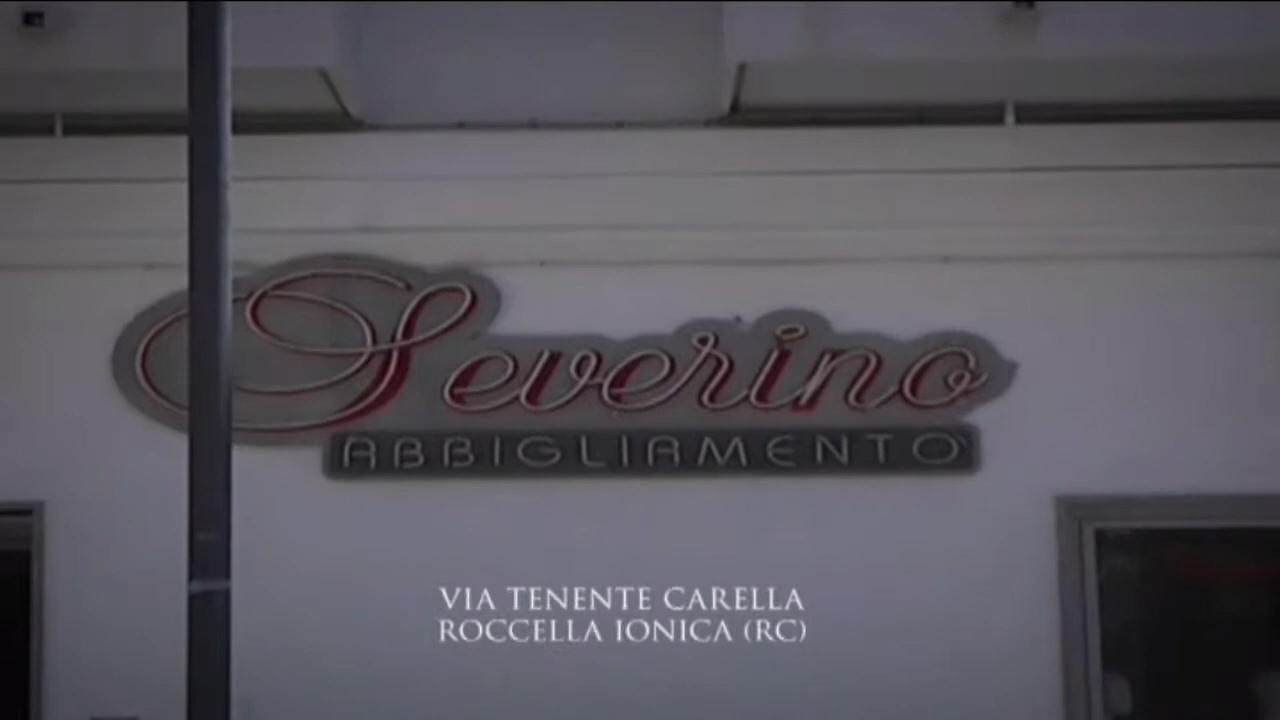 Severino
ABBIGLIAMENTO
VIA TENENTE CARELLA
ROCCELLA IONICA (RC)